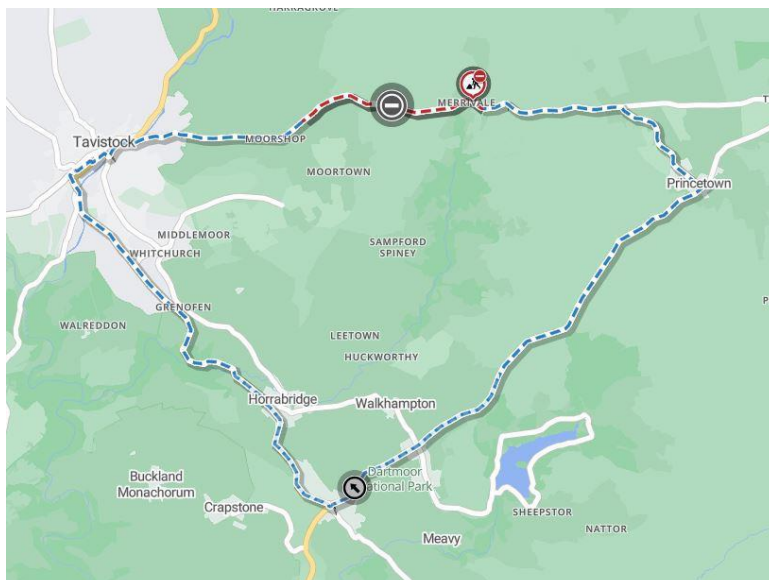 HARRAGROVE
MERRIVALE
Tavistock
MOORSHOP
MOORTOWN
Princetown
MIDDLEMOOR
WHITCHURCH
SAMPFORD
SPINEY
GRENOFEN
WALREDDON
LEETOWN
HUCKWORTHY
Horrabridge
Walkhampton
Dartmoor
National Park
Buckland
Monachorum
Crapstone
SHEEPSTOR
NATTOR
Meavy